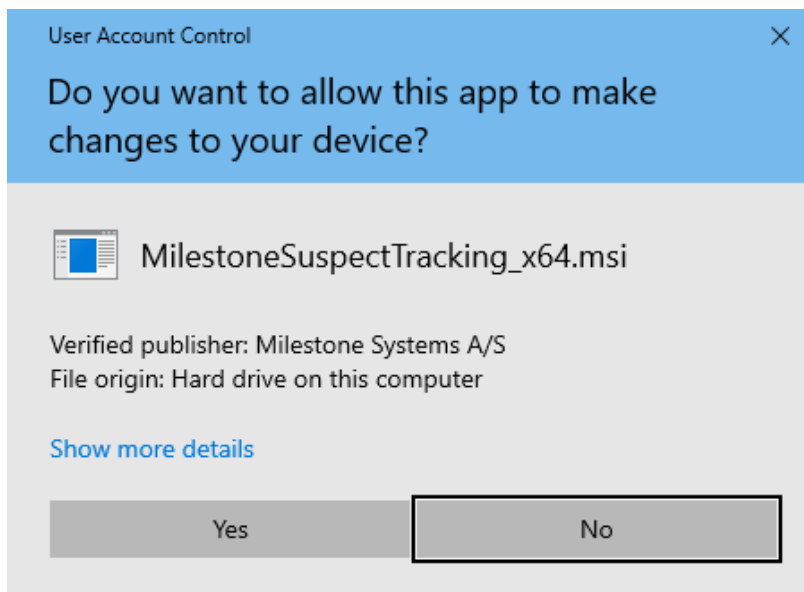 User Account Control
Do you want to allow this app to make
changes to your device?
MilestoneSuspectTracking_x64.msi
Verified publisher: Milestone Systems A/S
File origin: Hard drive on this computer
Show more details
Yes
No